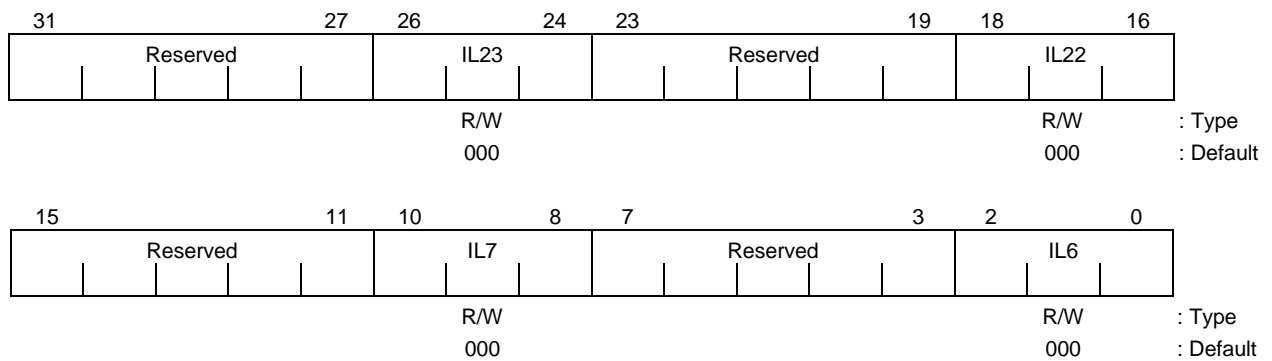 31 27 26 24 23 19 18 16
Reserved IL23 Reserved IL22
R/W R/W : Type
000 000 : Default
15 11 10 8 7 3 2 0
Reserved IL7 Reserved IL6
R/W R/W : Type
000 000 : Default